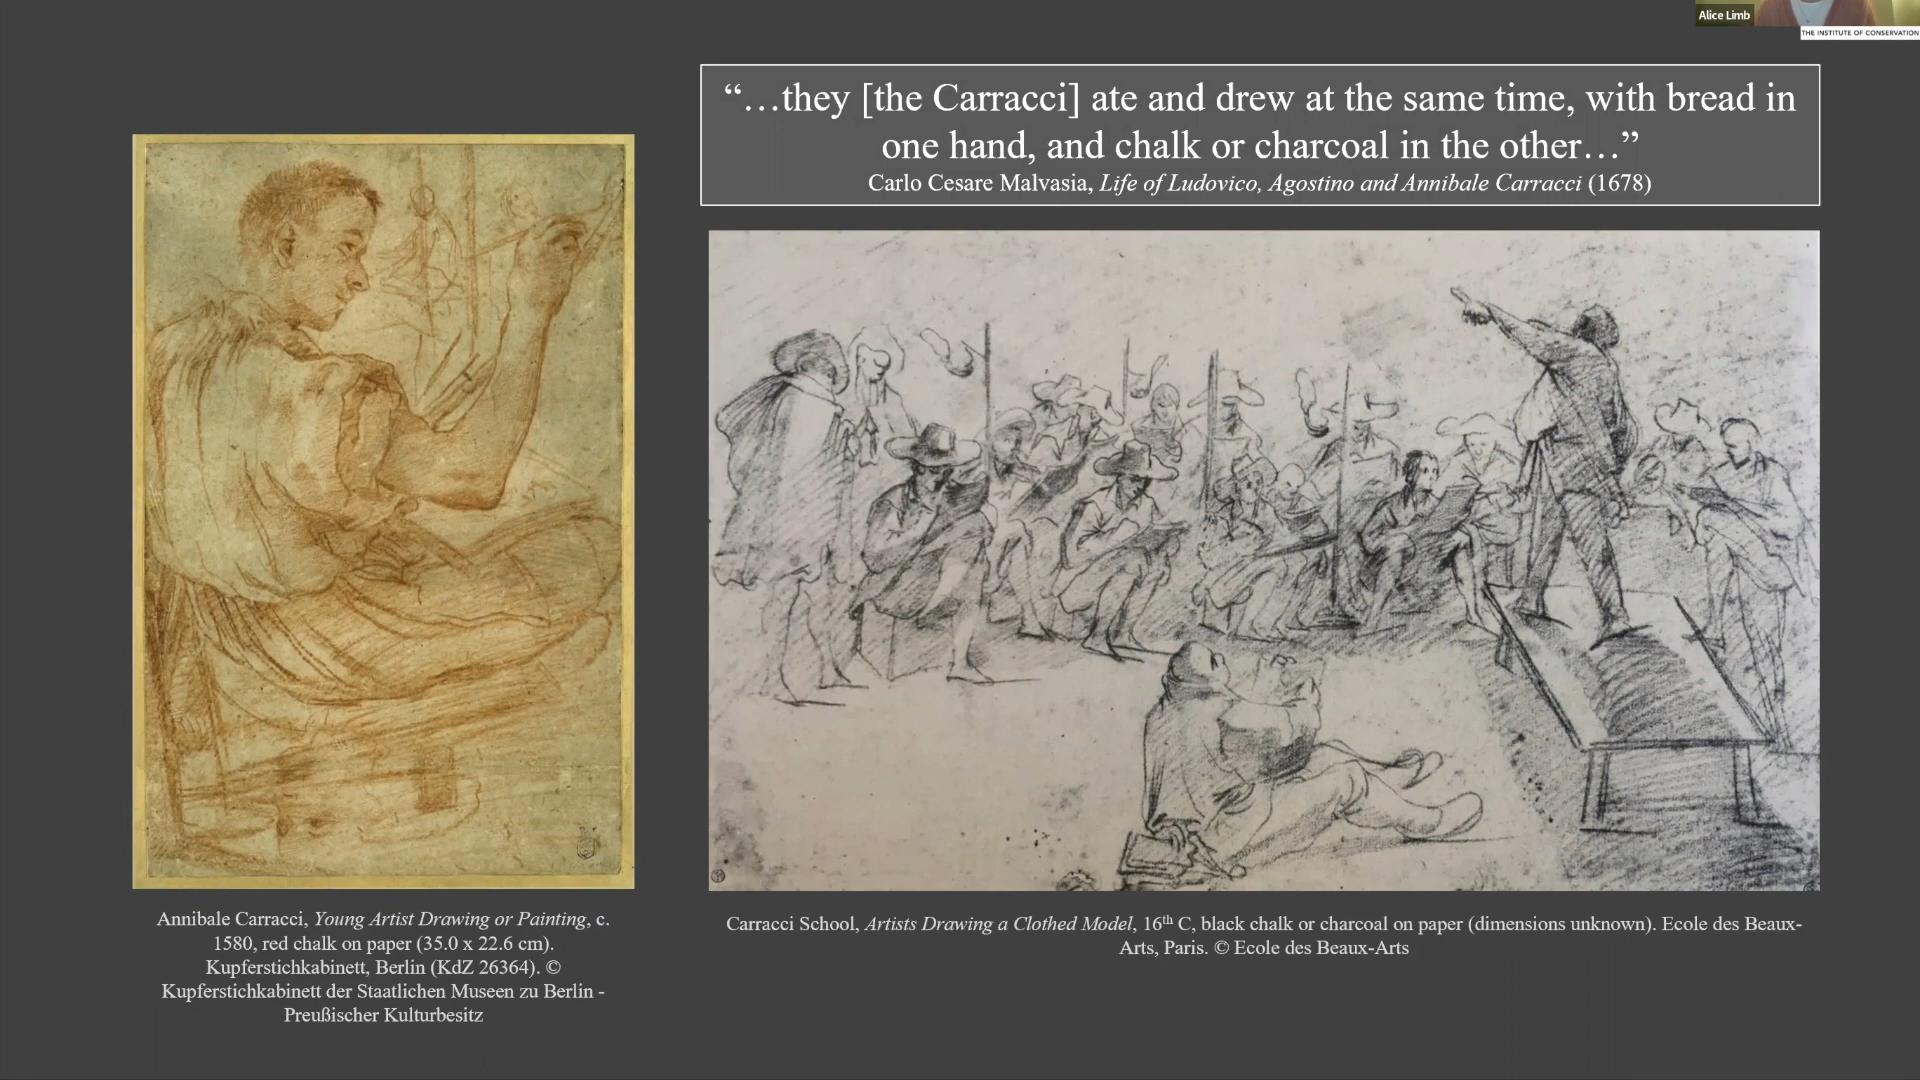 Alice Limb
THE INSTITUTE OF CONSERVATION
“…they [the Carracci] ate and drew at the same time, with bread in
one hand, and chalk or charcoal in the other…”
Carlo Cesare Malvasia, Life of Ludovico, Agostino and Annibale Carracci (1678)
Annibale Carracci, Young Artist Drawing or Painting, c.
1580, red chalk on paper (35.0 x 22.6 cm).
Kupferstichkabinett, Berlin (KdZ 26364). ©
Kupferstichkabinett der Staatlichen Museen zu Berlin -
Preußischer Kulturbesitz
Carracci School, Artists Drawing a Clothed Model, 16th C, black chalk or charcoal on paper (dimensions unknown). Ecole des Beaux-
Arts, Paris. © Ecole des Beaux-Arts